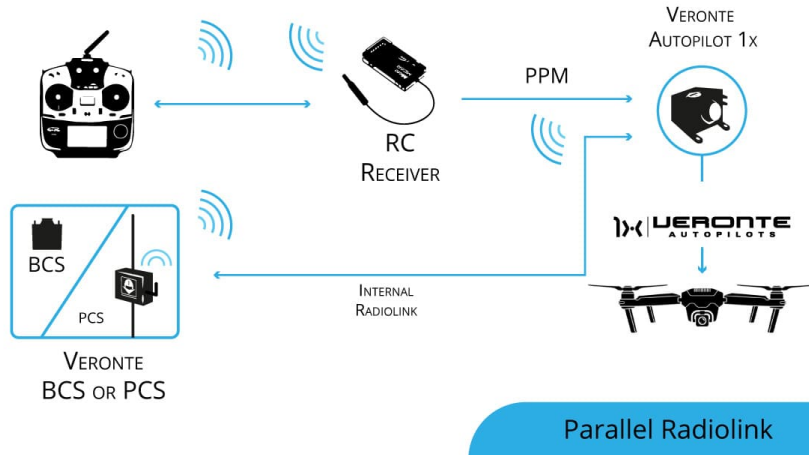 VERONTE
AUTOPILOT 1X
PPM
RC
RECEIVER
1X VERONTE
AUTOPILOTS
BCS
PCS
INTERNAL
RADIOLINK
VERONTE
BCS OR PCS
Parallel Radiolink